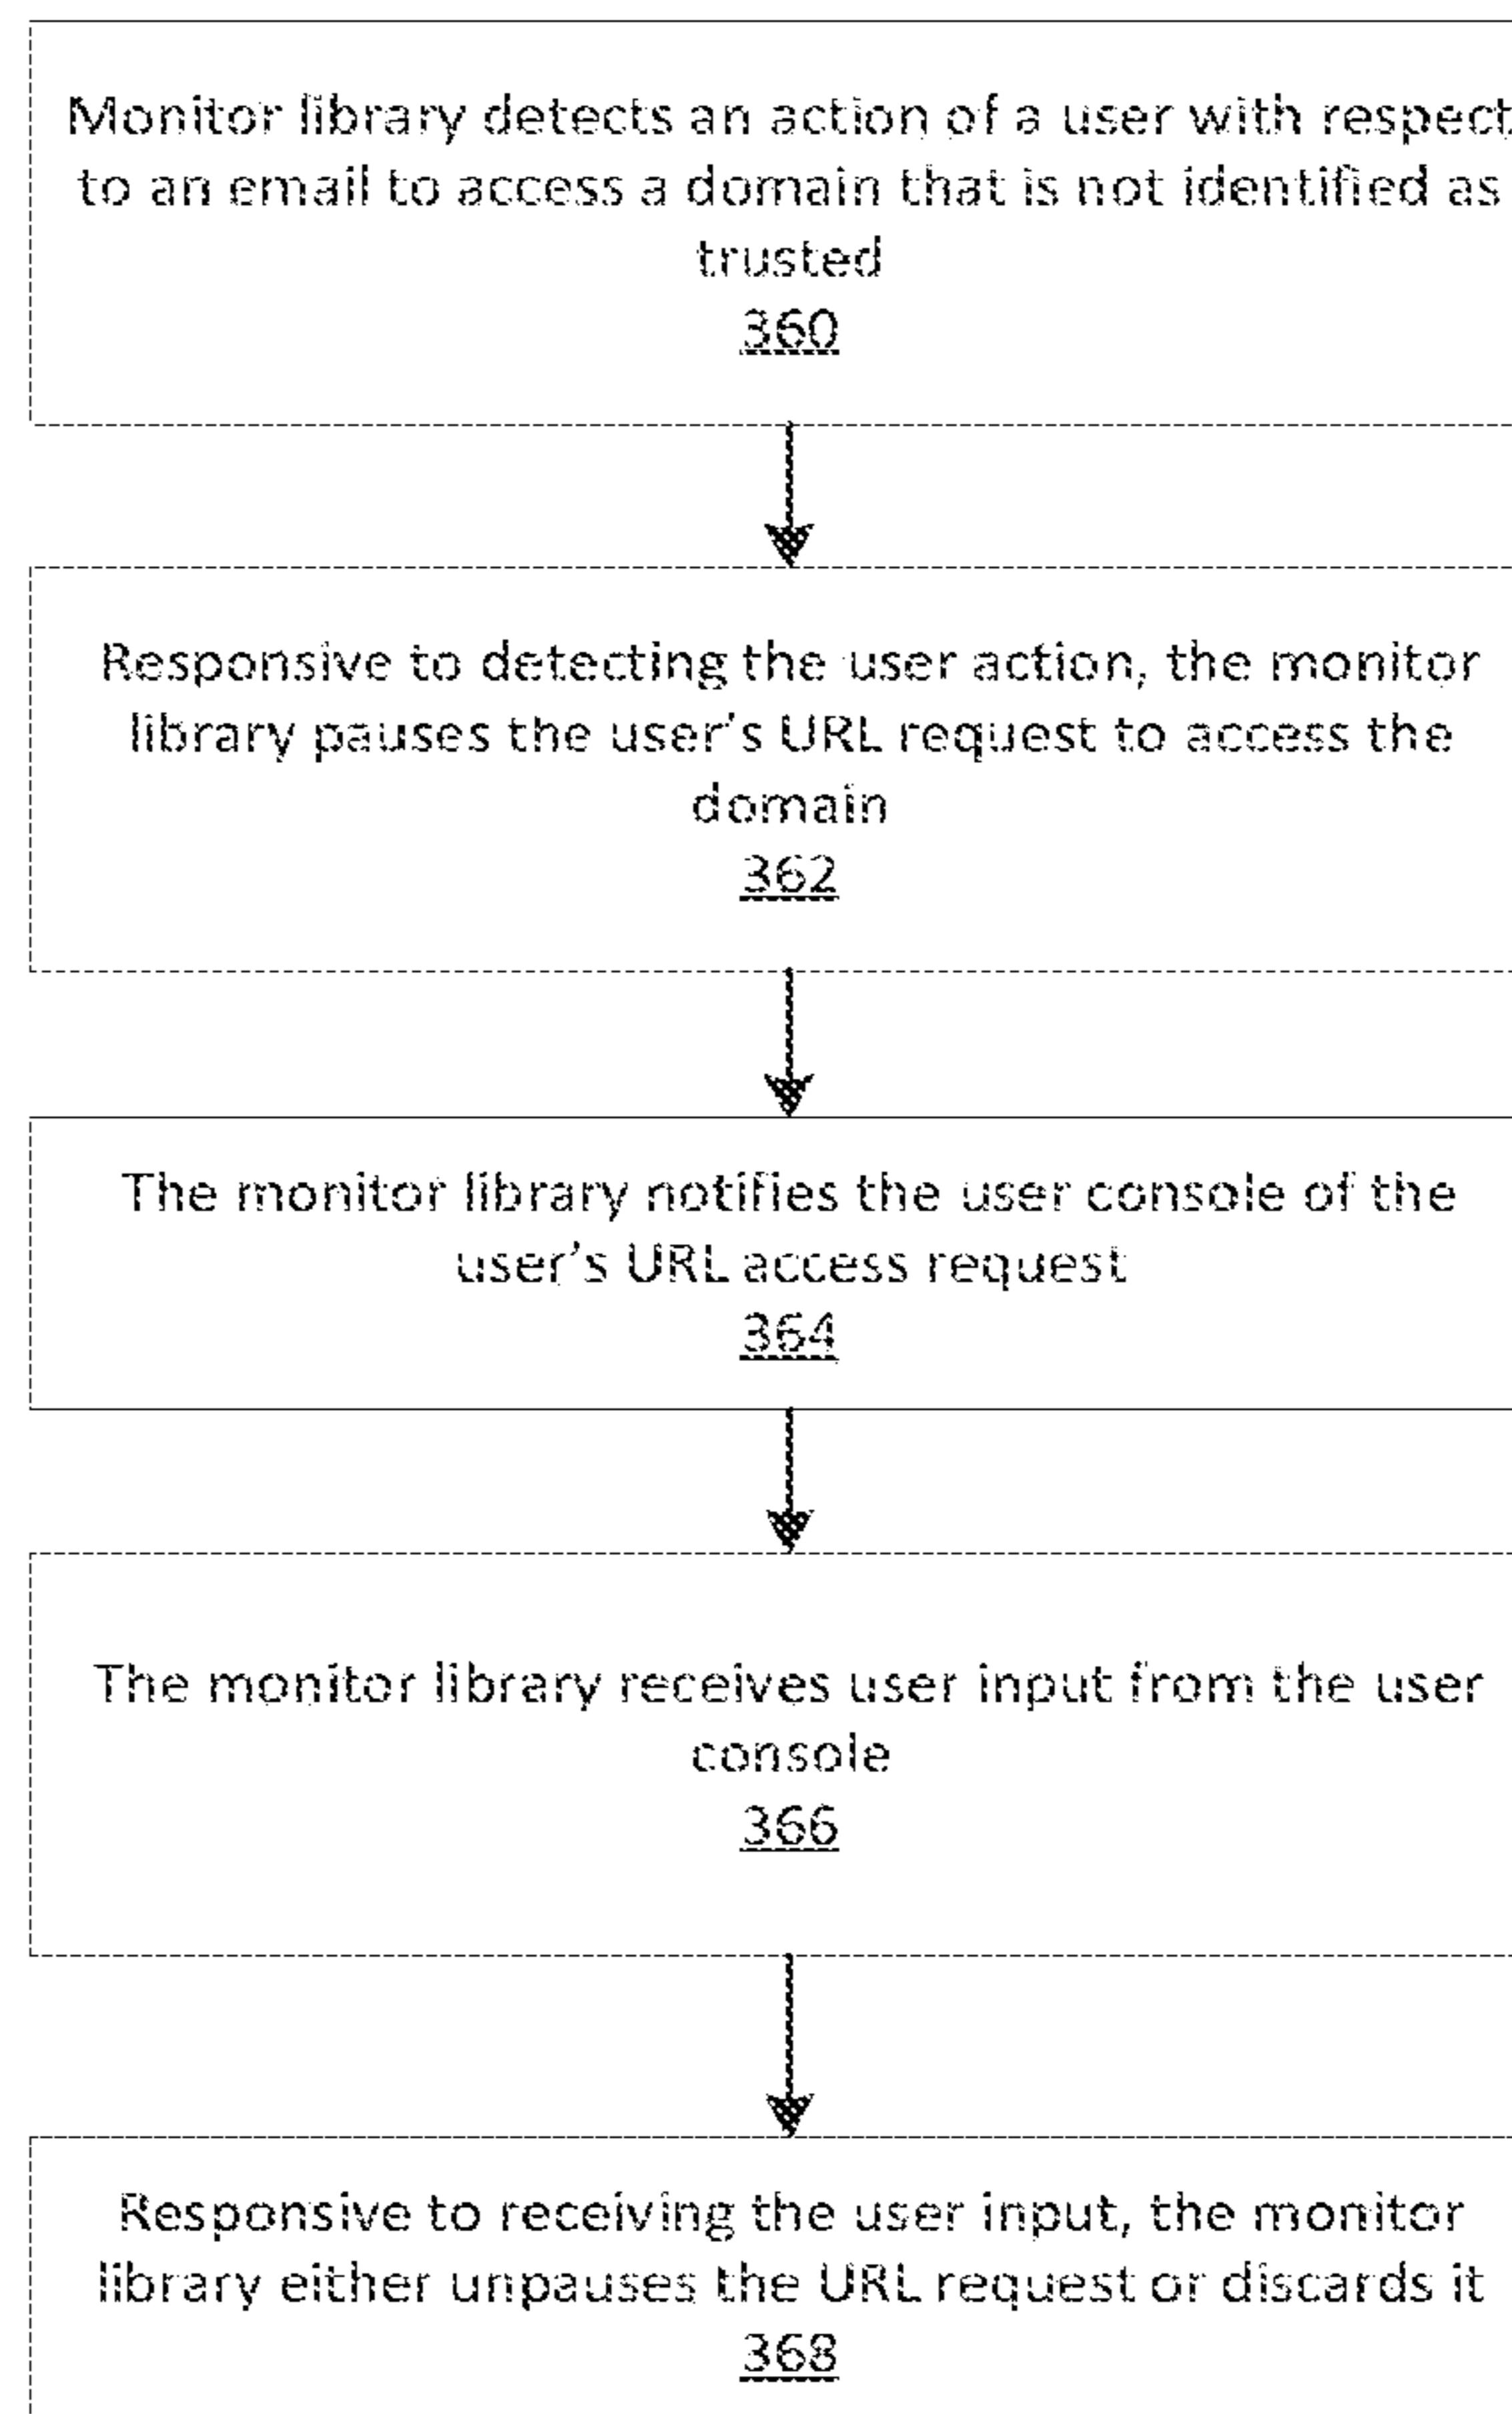 Monitor library detects an action of a user with respect
to an email to access a domain that is not identified as
trusted
360
Responsive to detecting the user action, the monitor
library pauses the user's URL request to access the
domain
362
The monitor library notifies the user console of the
user's URL access request
364
The monitor library receives user input from the user
console
366
Responsive to receiving the user input, the monitor
library either unpauses the URL request or discards it
368